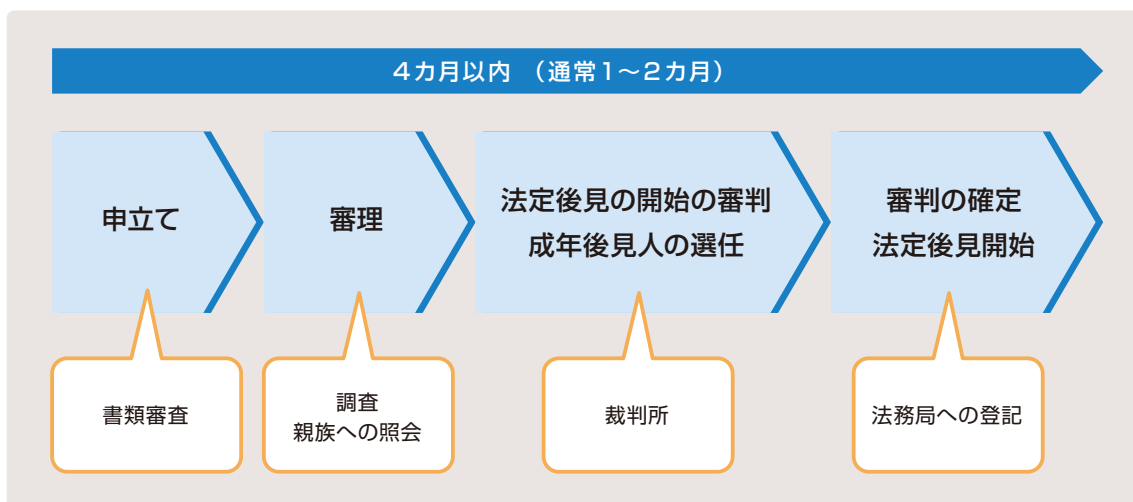 4カ月以内 （通常1～2カ月）
申立て
審理
法定後見の開始の審判
成年後見人の選任
審判の確定
法定後見開始
書類審査
調査
親族への照会
裁判所
法務局への登記